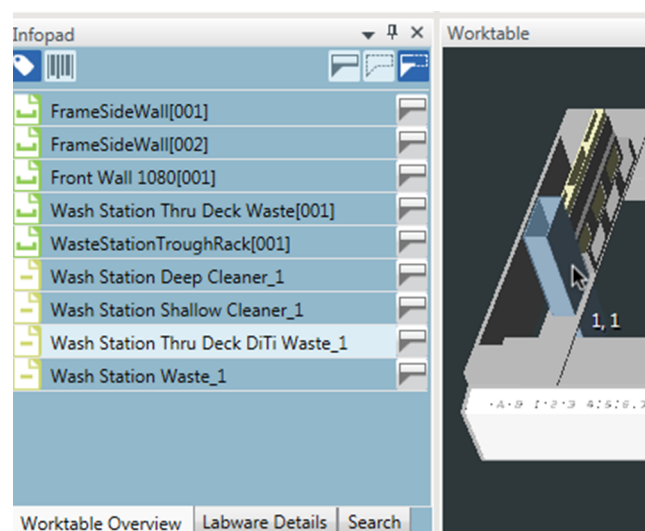 Infopad
Worktable
FrameSideWall[001]
FrameSideWall[002]
Front Wall 1080[001]
Wash Station Thru Deck Waste[001]
WasteStationTroughRack[001]
Wash Station Deep Cleaner_1
Wash Station Shallow Cleaner_1
Wash Station Thru Deck DiTi Waste_1
Wash Station Waste_1
1, 1
Worktable Overview
Labware Details
Search